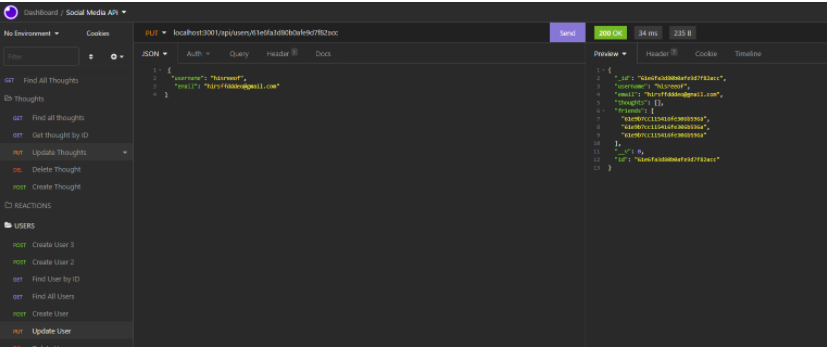 Dashboard / Social Media API
No Environment Cookies
Filter
GET Find All Thoughts
Thoughts
GET Find all thoughts
GET Get thought by ID
PUT Update Thoughts
DEL Delete Thought
POST Create Thought
REACTIONS
USERS
POST Create User 3
POST Create User 2
GET Find User by ID
GET Find All Users
POST Create User
PUT Update User
PUT localhost:3001/api/users/61e6fa3d80b0afe9d7f82acc Send
JSON Auth Query Header Docs
1 {
2 "username": "hisreeof",
3 "email": "hirsffdddes@gmail.com"
4 }
200 OK 34 ms 235 B
Preview Header Cookie Timeline
1 {
2 "_id": "61e6fa3d80b0afe9d7f82acc",
3 "username": "hisreeof",
4 "email": "hirsffdddes@gmail.com",
5 "thoughts": [],
6 "friends": [
7 "61e9b7cc115416fe306b596a",
8 "61e9b7cc115416fe306b596a",
9 "61e9b7cc115416fe306b596a"
10 ],
11 "__v": 0,
12 "id": "61e6fa3d80b0afe9d7f82acc"
13 }